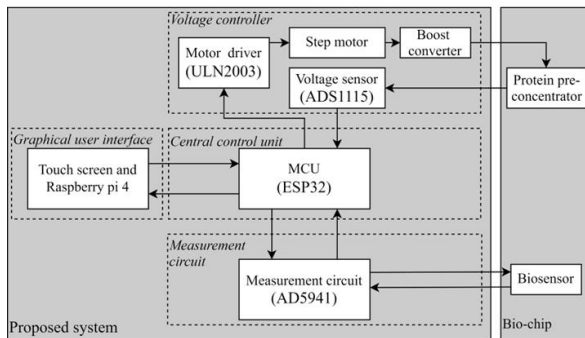 Voltage controller
Motor driver
(ULN2003)
Step motor
Boost
converter
Voltage sensor
(ADS1115)
Protein pre-
concentrator
Graphical user interface
Touch screen and
Raspberry pi 4
Central control unit
MCU
(ESP32)
Measurement
circuit
Measurement circuit
(AD5941)
Biosensor
Proposed system
Bio-chip